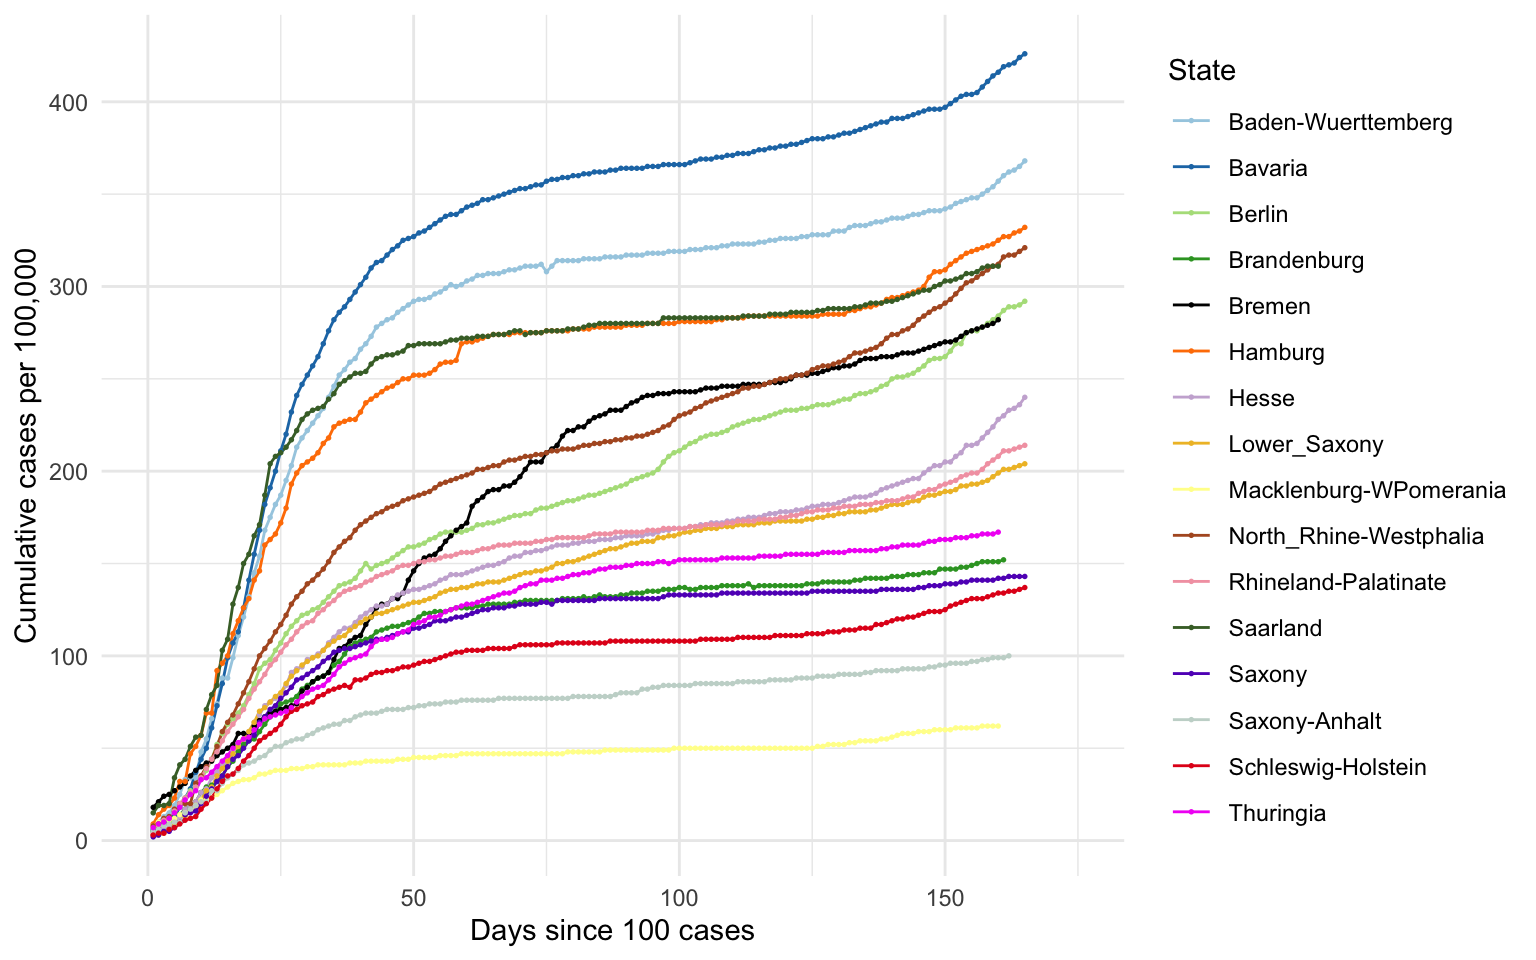 State
Baden-Wuerttemberg
Bavaria
Berlin
Brandenburg
Bremen
Hamburg
Hesse
Lower_Saxony
Macklenburg-WPomerania
North_Rhine-Westphalia
Rhineland-Palatinate
Saarland
Saxony
Saxony-Anhalt
Schleswig-Holstein
Thuringia
Cumulative cases per 100,000
400
300
200
100
0
0 50 100 150
Days since 100 cases